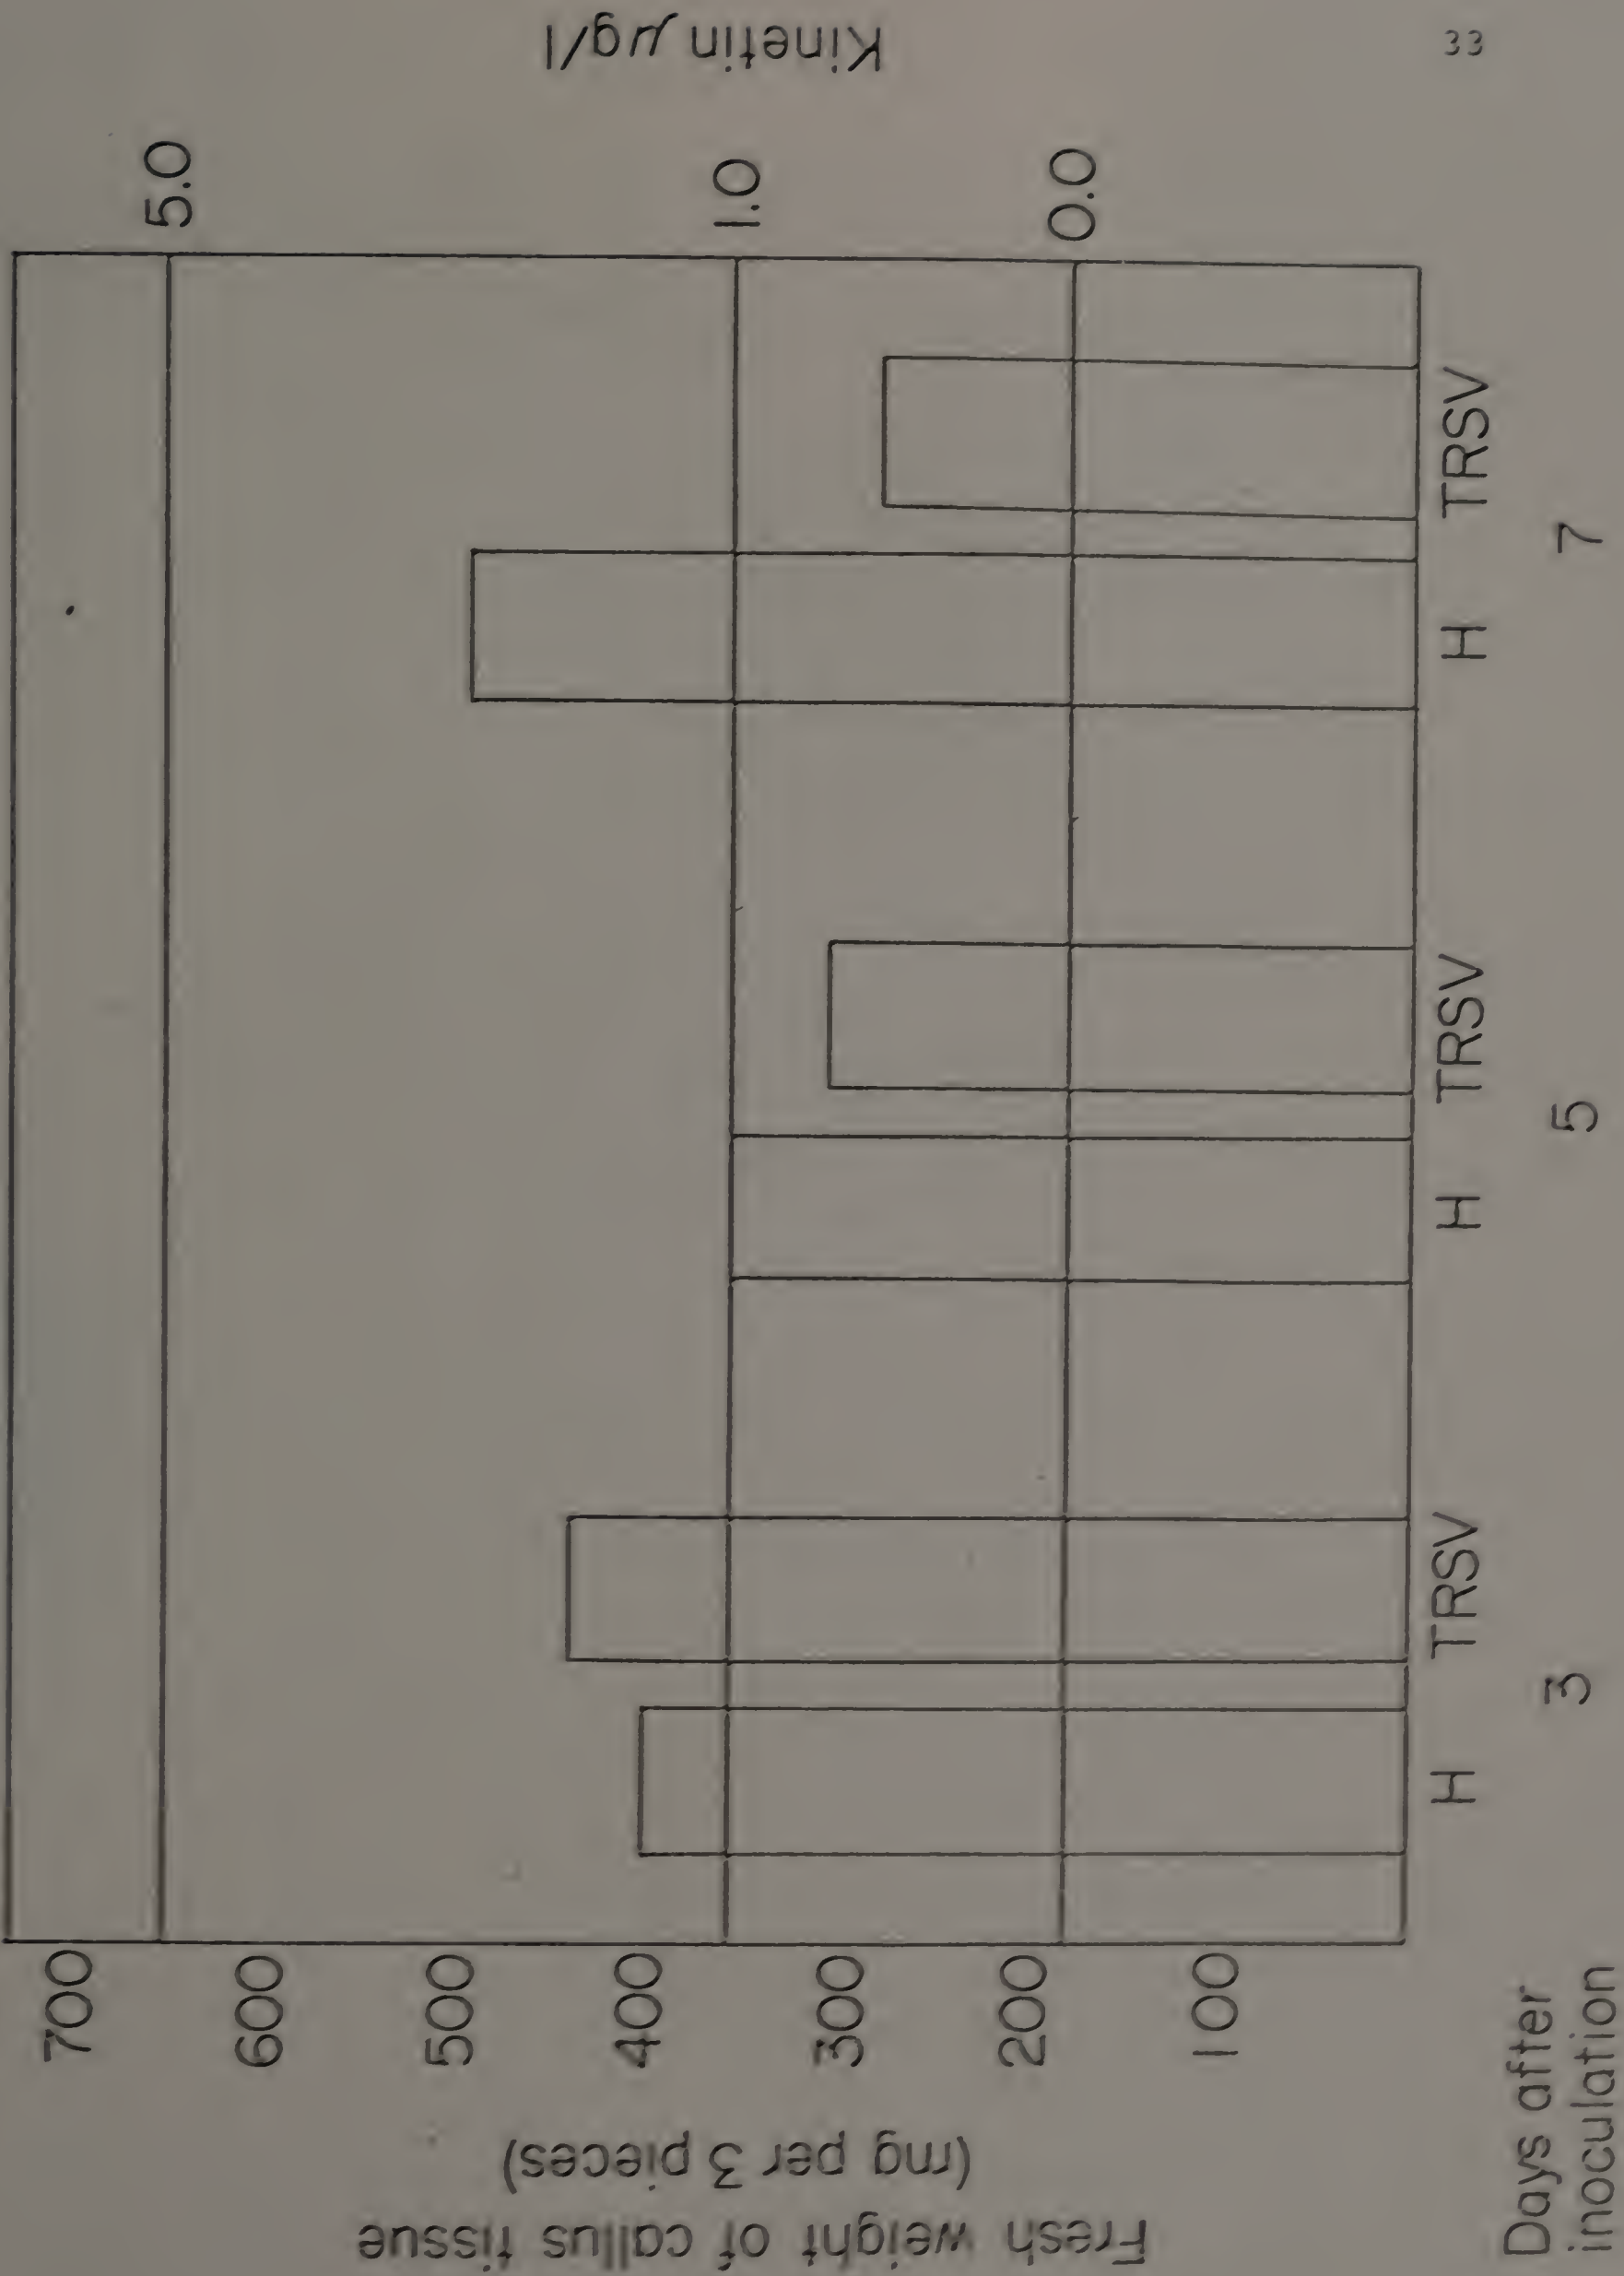 33
Fresh weight of callus tissue
(mg per 3 pieces)
700
600
500
400
300
200
100
Kinetin µg/l
5.0
1.0
0.0
H TRSV H TRSV H TRSV
3 5 7
Days after
inoculation